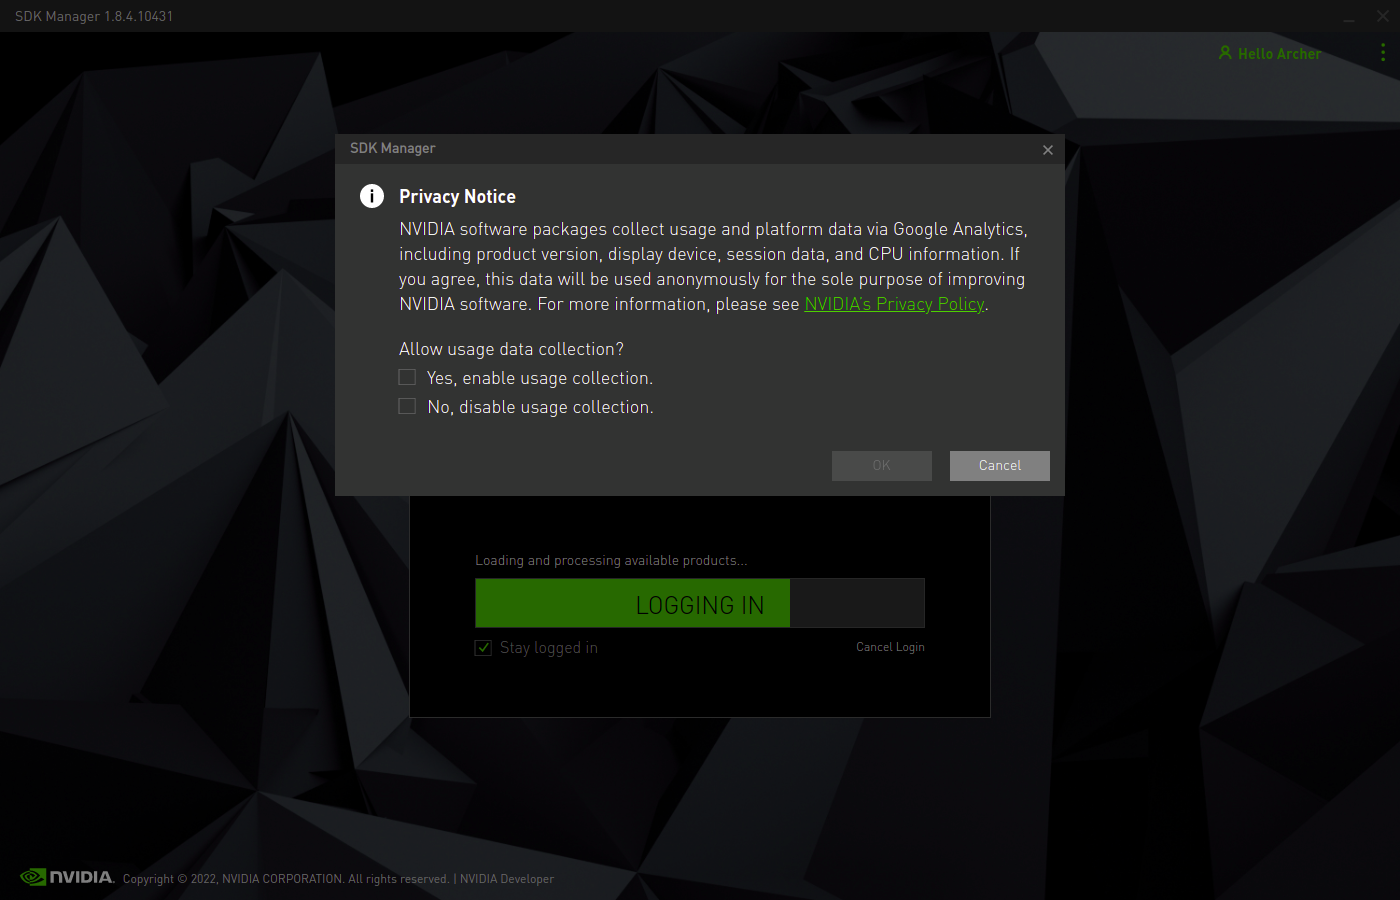 SDK Manager 1.8.4.10431
Hello Archer
SDK Manager
Privacy Notice
NVIDIA software packages collect usage and platform data via Google Analytics,
including product version, display device, session data, and CPU information. If
you agree, this data will be used anonymously for the sole purpose of improving
NVIDIA software. For more information, please see NVIDIA's Privacy Policy.
Allow usage data collection?
Yes, enable usage collection.
No, disable usage collection.
OK Cancel
Loading and processing available products...
LOGGING IN
Stay logged in Cancel Login
NVIDIA. Copyright © 2022, NVIDIA CORPORATION. All rights reserved. | NVIDIA Developer